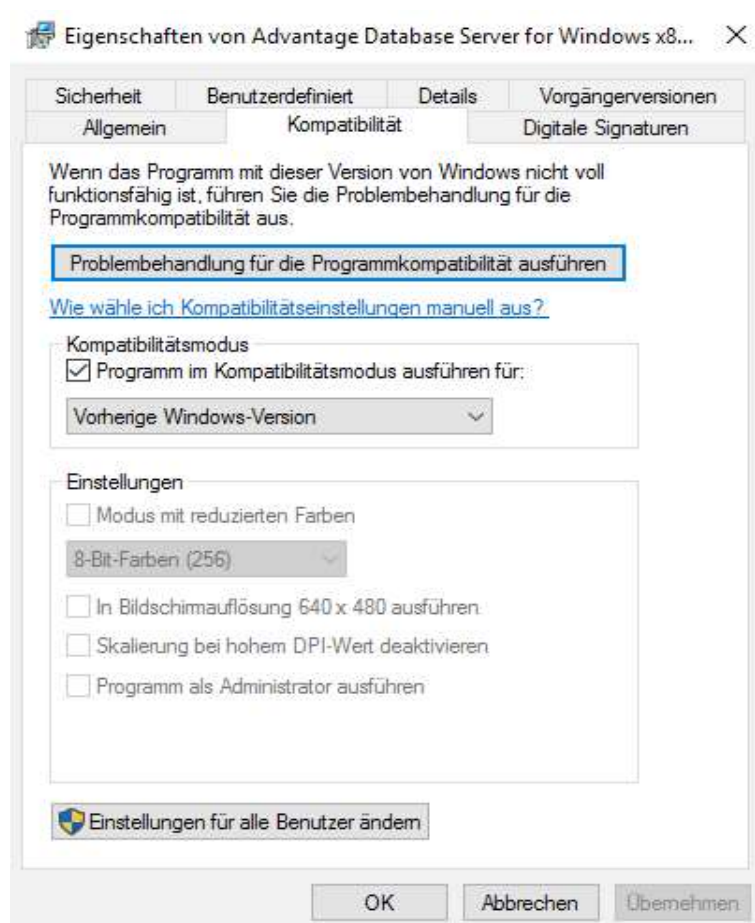 Eigenschaften von Advantage Database Server for Windows x8...
Sicherheit Benutzerdefiniert Details Vorgängerversionen
Allgemein Kompatibilität Digitale Signaturen
Wenn das Programm mit dieser Version von Windows nicht voll
funktionsfähig ist, führen Sie die Problembehandlung für die
Programmkompatibilität aus.
Problembehandlung für die Programmkompatibilität ausführen
Wie wähle ich Kompatibilitätseinstellungen manuell aus?
Kompatibilitätsmodus
Programm im Kompatibilitätsmodus ausführen für:
Vorherige Windows-Version
Einstellungen
Modus mit reduzierten Farben
8-Bit-Farben (256)
In Bildschirmauflösung 640 x 480 ausführen
Skalierung bei hohem DPI-Wert deaktivieren
Programm als Administrator ausführen
Einstellungen für alle Benutzer ändern
OK Abbrechen Übernehmen